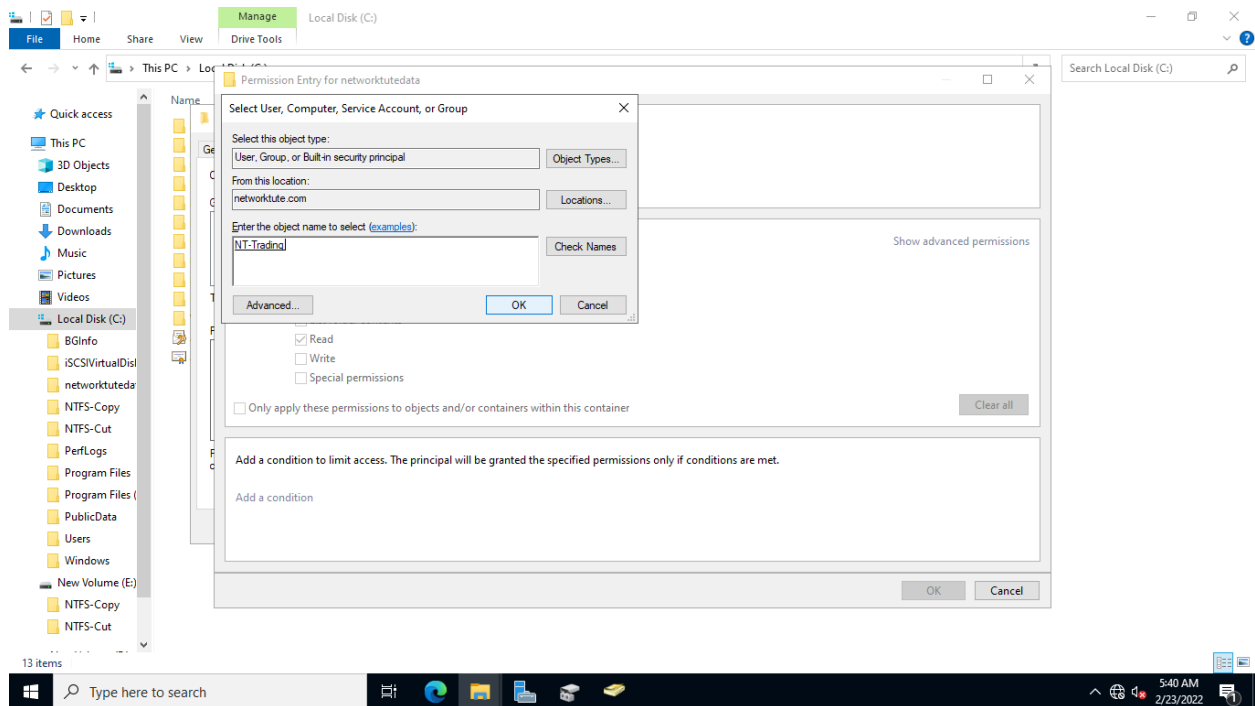 Manage
Local Disk (C:)
File
Home
Share
View
Drive Tools
This PC
Search Local Disk (C:)
Quick access
This PC
3D Objects
Desktop
Documents
Downloads
Music
Pictures
Videos
Local Disk (C:)
BGInfo
iSCSIVirtualDisl
networktuteda
NTFS-Copy
NTFS-Cut
PerfLogs
Program Files
Program Files (
PublicData
Users
Windows
New Volume (E:)
NTFS-Copy
NTFS-Cut
Name
Permission Entry for networktutedata
Select User, Computer, Service Account, or Group
Select this object type:
User, Group, or Built-in security principal
Object Types...
From this location:
networktute.com
Locations...
Enter the object name to select (examples):
NT-Trading
Check Names
Advanced...
OK
Cancel
Show advanced permissions
Read
Write
Special permissions
Only apply these permissions to objects and/or containers within this container
Clear all
Add a condition to limit access. The principal will be granted the specified permissions only if conditions are met.
Add a condition
OK
Cancel
13 items
Type here to search
5:40 AM
2/23/2022
1